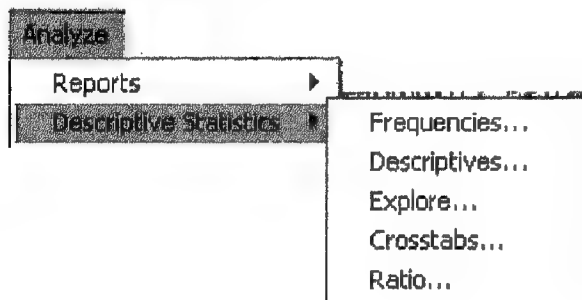 Analyze
Reports
Descriptive Statistics
Frequencies...
Descriptives...
Explore...
Crosstabs...
Ratio...